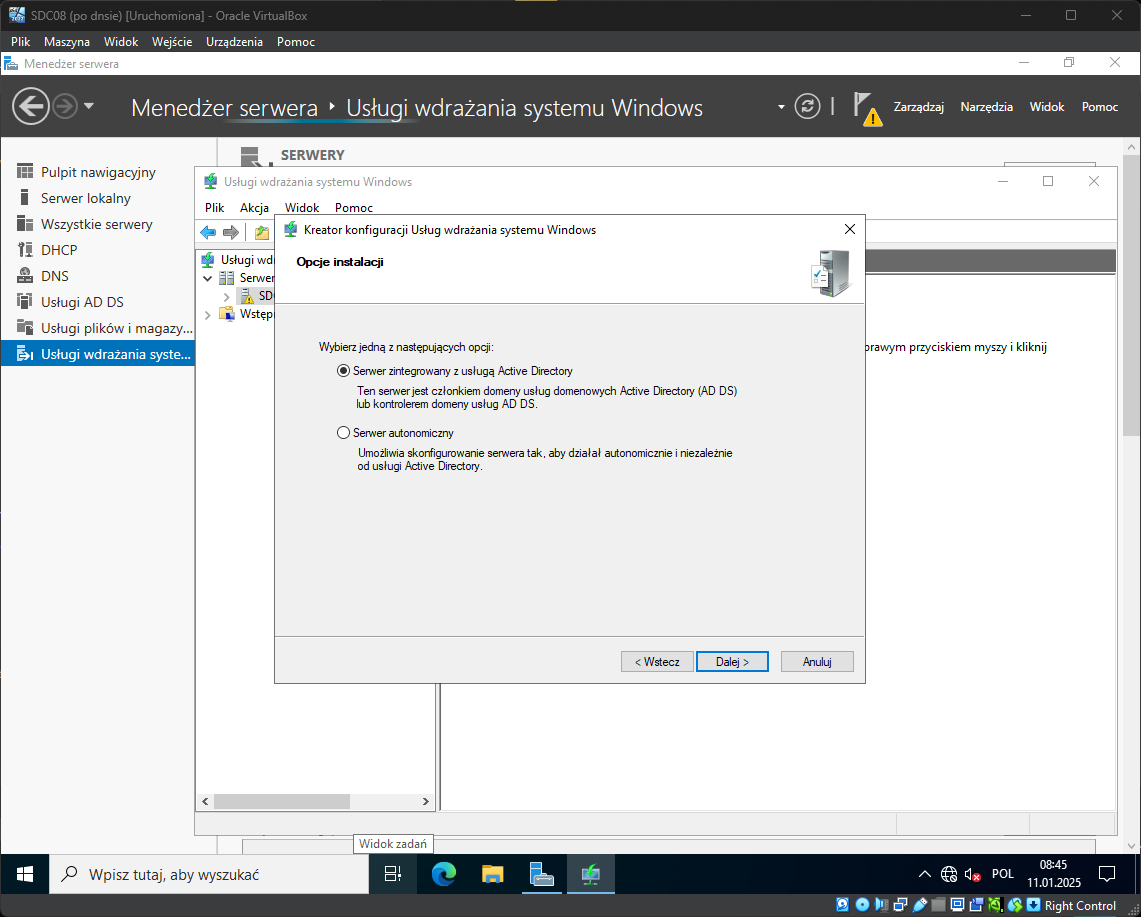 SDC08 (po dnsie) [Uruchomiona] - Oracle VirtualBox
Plik Maszyna Widok Wejście Urządzenia Pomoc
Menedżer serwera
Menedżer serwera Usługi wdrażania systemu Windows
Zarządzaj Narzędzia Widok Pomoc
SERWERY
Pulpit nawigacyjny
Serwer lokalny
Wszystkie serwery
DHCP
DNS
Usługi AD DS
Usługi plików i magazy...
Usługi wdrażania syste...
Usługi wdrażania systemu Windows
Plik Akcja Widok Pomoc
Usługi wd
Serwer
SD
Wstęp
prawym przyciskiem myszy i kliknij
Kreator konfiguracji Usług wdrażania systemu Windows
Opcje instalacji
Wybierz jedną z następujących opcji:
Serwer zintegrowany z usługą Active Directory
Ten serwer jest członkiem domeny usług domenowych Active Directory (AD DS)
lub kontrolerem domeny usług AD DS.
Serwer autonomiczny
Umożliwia skonfigurowanie serwera tak, aby działał autonomicznie i niezależnie
od usługi Active Directory.
< Wstecz Dalej > Anuluj
Widok zadań
Wpisz tutaj, aby wyszukać
POL
08:45
11.01.2025
Right Control